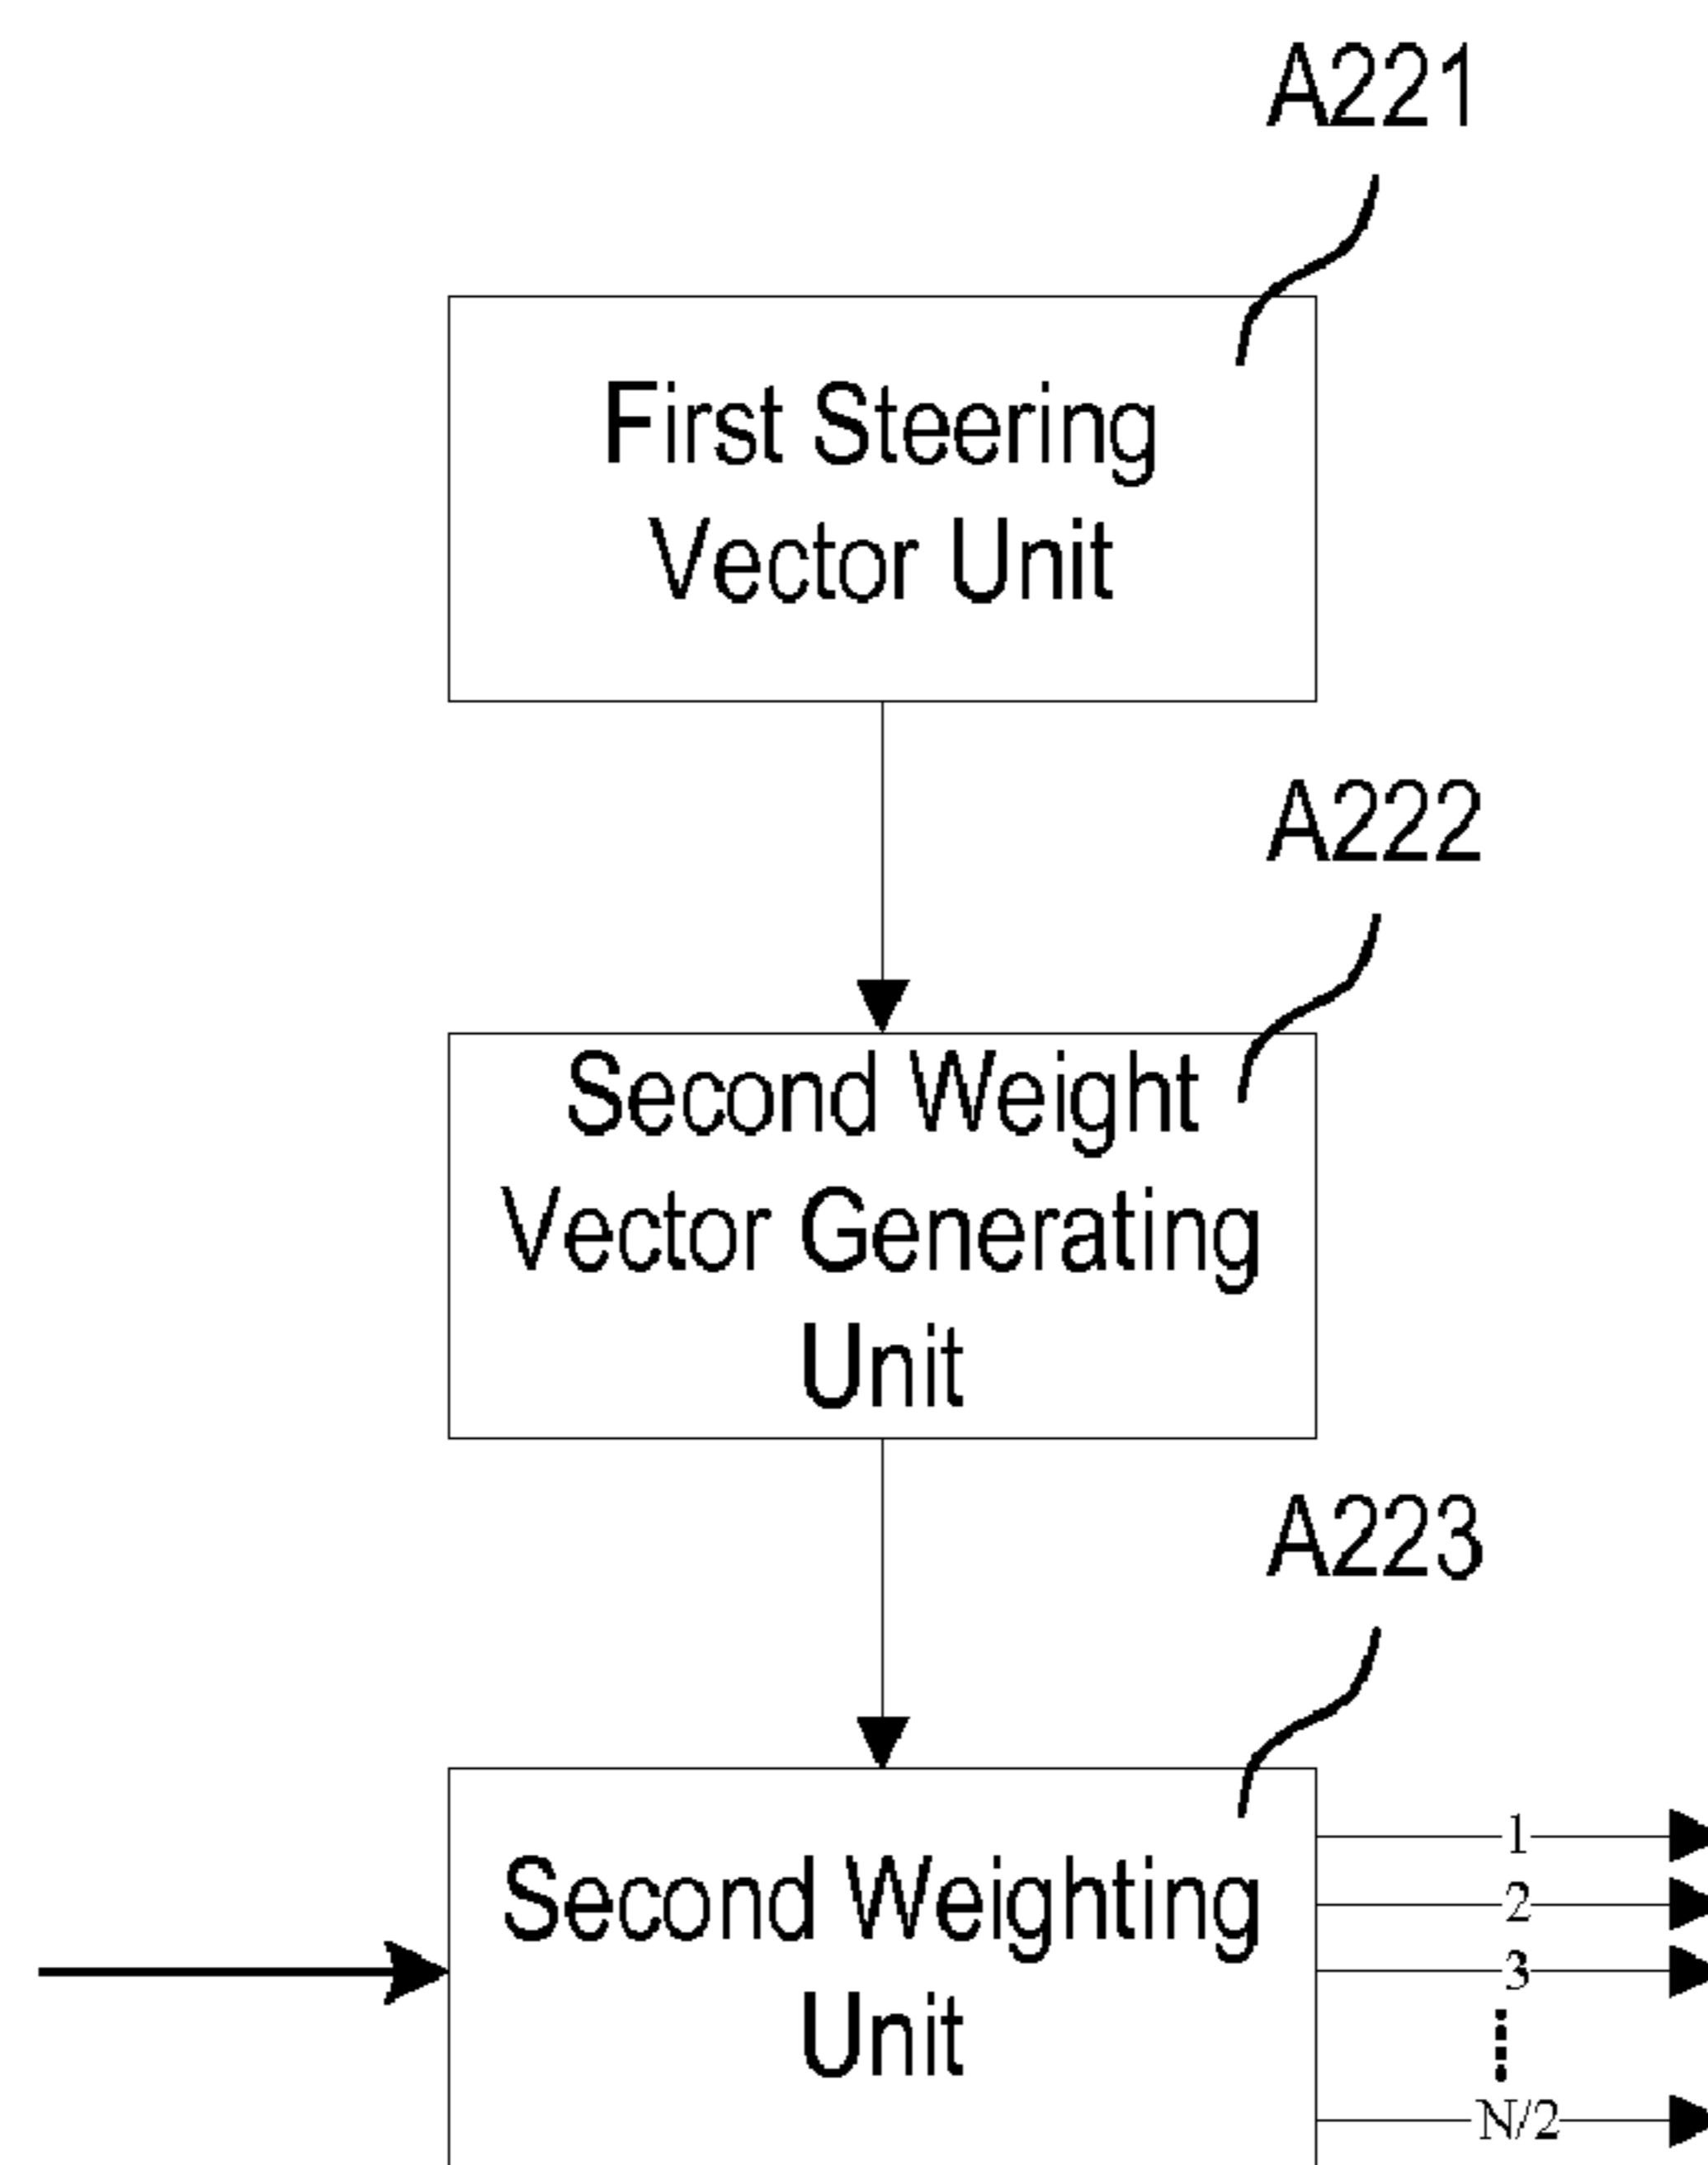 A221
First Steering
Vector Unit
A222
Second Weight
Vector Generating
Unit
A223
Second Weighting
Unit
1
2
3
N/2